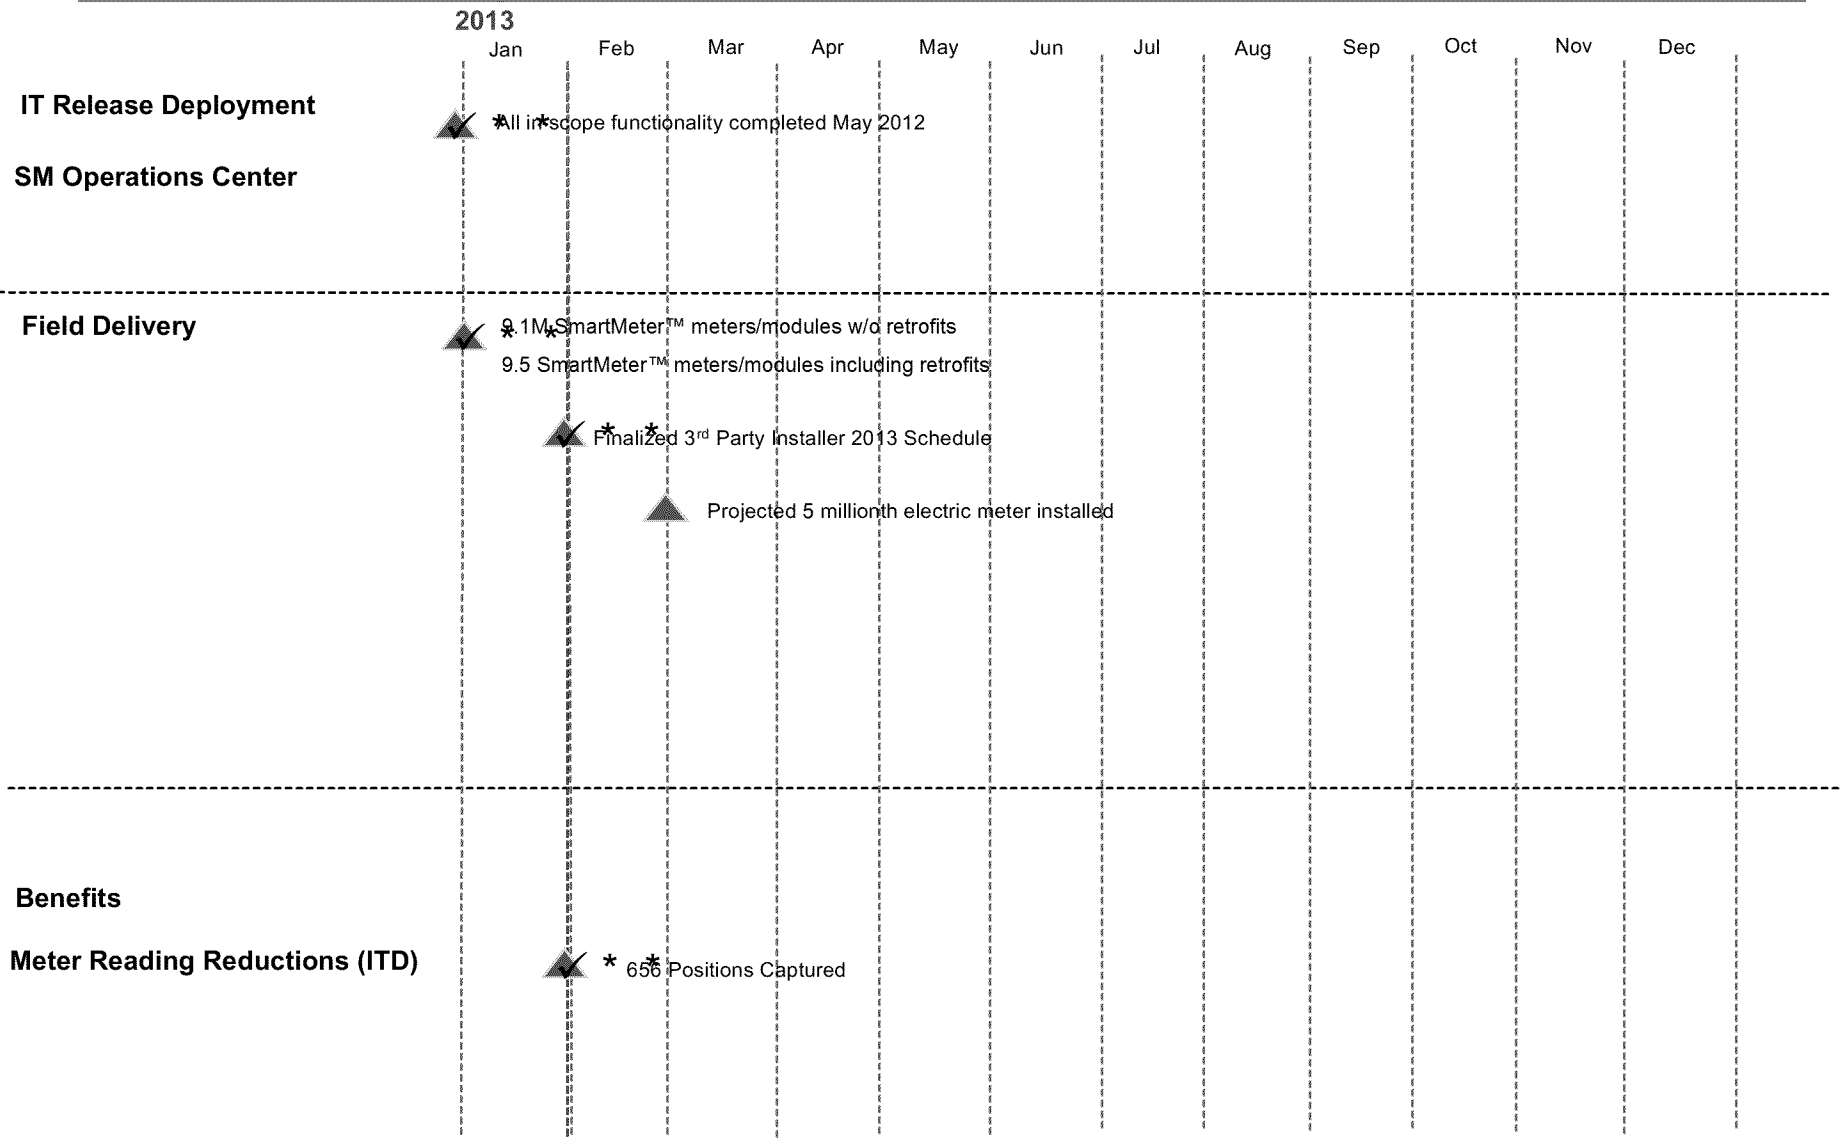 2013
Jan Feb Mar Apr May Jun Jul Aug Sep Oct Nov Dec
IT Release Deployment
* *
All in-scope functionality completed May 2012
SM Operations Center
Field Delivery
* *
9.1M SmartMeter™ meters/modules w/o retrofits
9.5 SmartMeter™ meters/modules including retrofits
* *
Finalized 3rd Party Installer 2013 Schedule
Projected 5 millionth electric meter installed
Benefits
Meter Reading Reductions (ITD)
* *
656 Positions Captured